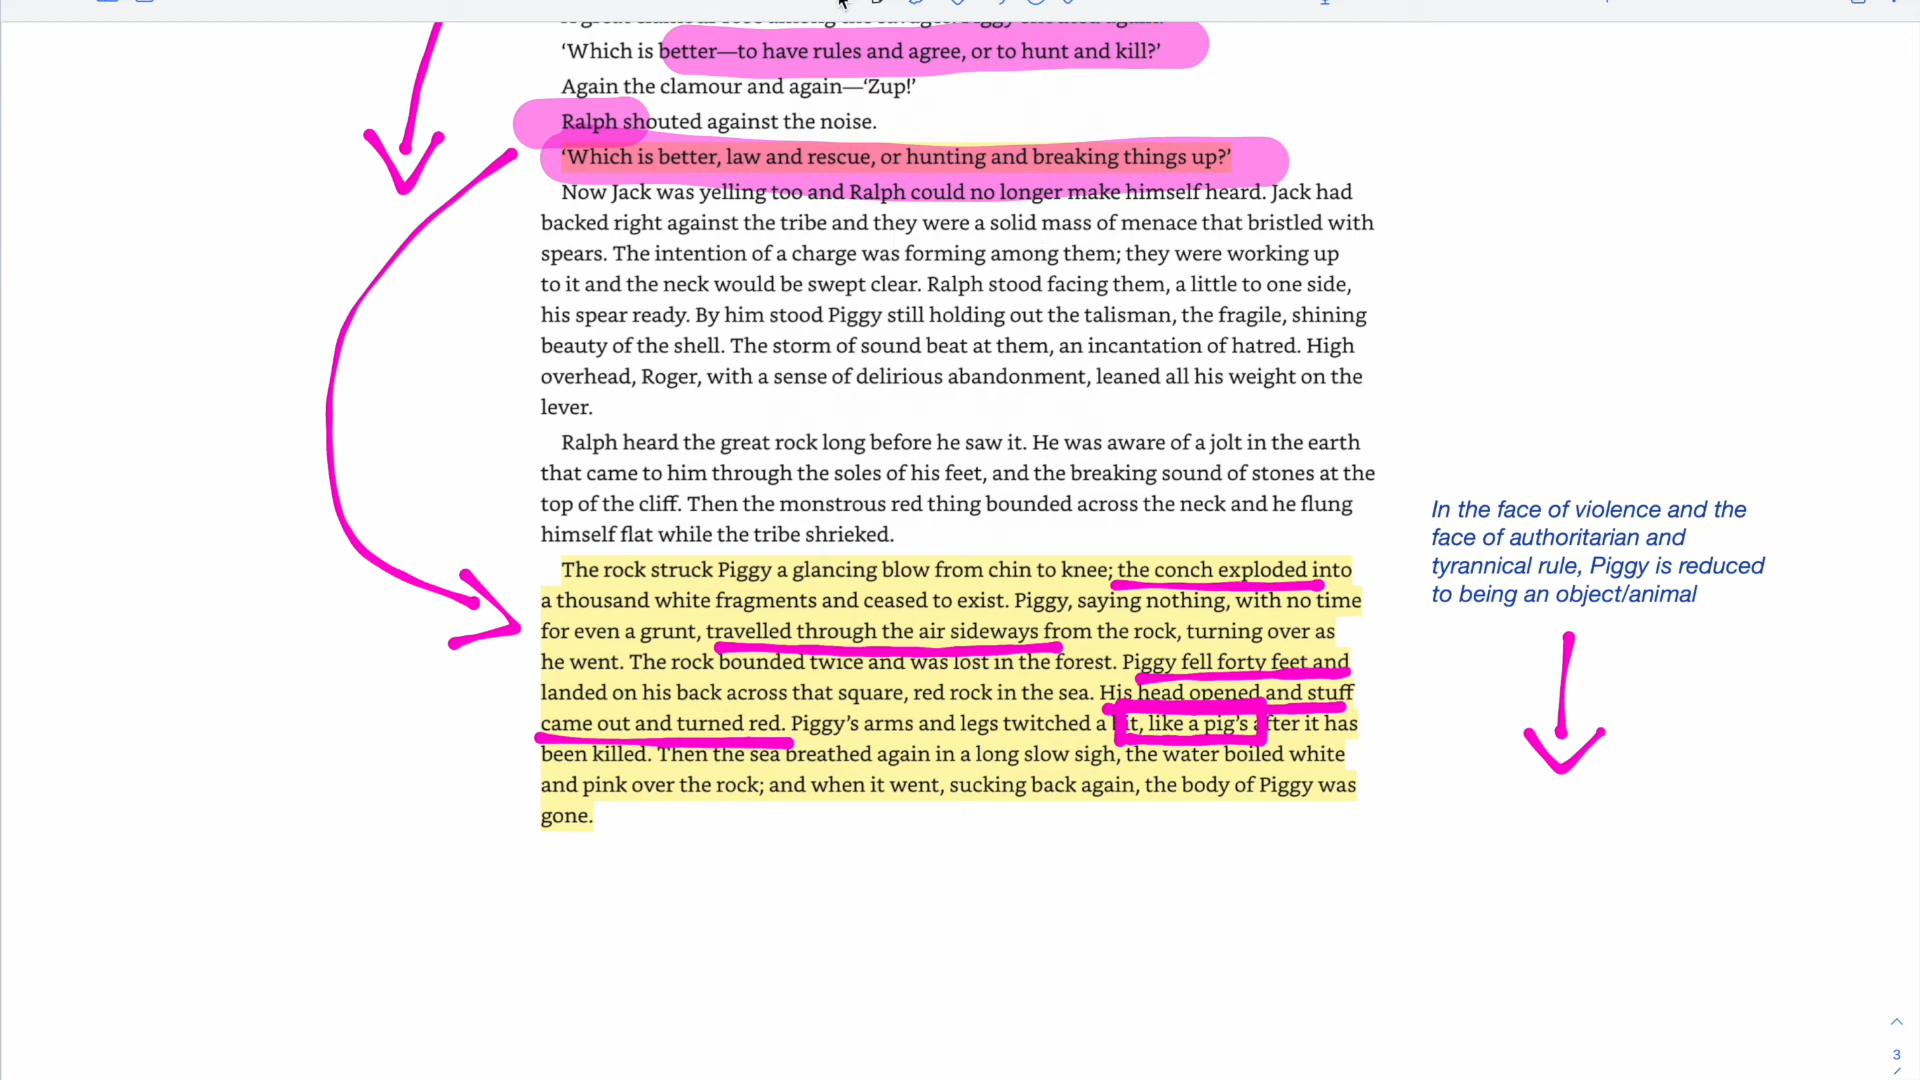 ‘Which is better—to have rules and agree, or to hunt and kill?’
Again the clamour and again—‘Zup!’
Ralph shouted against the noise.
‘Which is better, law and rescue, or hunting and breaking things up?’
Now Jack was yelling too and Ralph could no longer make himself heard. Jack had
backed right against the tribe and they were a solid mass of menace that bristled with
spears. The intention of a charge was forming among them; they were working up
to it and the neck would be swept clear. Ralph stood facing them, a little to one side,
his spear ready. By him stood Piggy still holding out the talisman, the fragile, shining
beauty of the shell. The storm of sound beat at them, an incantation of hatred. High
overhead, Roger, with a sense of delirious abandonment, leaned all his weight on the
lever.
Ralph heard the great rock long before he saw it. He was aware of a jolt in the earth
that came to him through the soles of his feet, and the breaking sound of stones at the
top of the cliff. Then the monstrous red thing bounded across the neck and he flung
himself flat while the tribe shrieked.
The rock struck Piggy a glancing blow from chin to knee; the conch exploded into
a thousand white fragments and ceased to exist. Piggy, saying nothing, with no time
for even a grunt, travelled through the air sideways from the rock, turning over as
he went. The rock bounded twice and was lost in the forest. Piggy fell forty feet and
landed on his back across that square, red rock in the sea. His head opened and stuff
came out and turned red. Piggy’s arms and legs twitched a bit, like a pig’s after it has
been killed. Then the sea breathed again in a long slow sigh, the water boiled white
and pink over the rock; and when it went, sucking back again, the body of Piggy was
gone.
In the face of violence and the
face of authoritarian and
tyrannical rule, Piggy is reduced
to being an object/animal
3